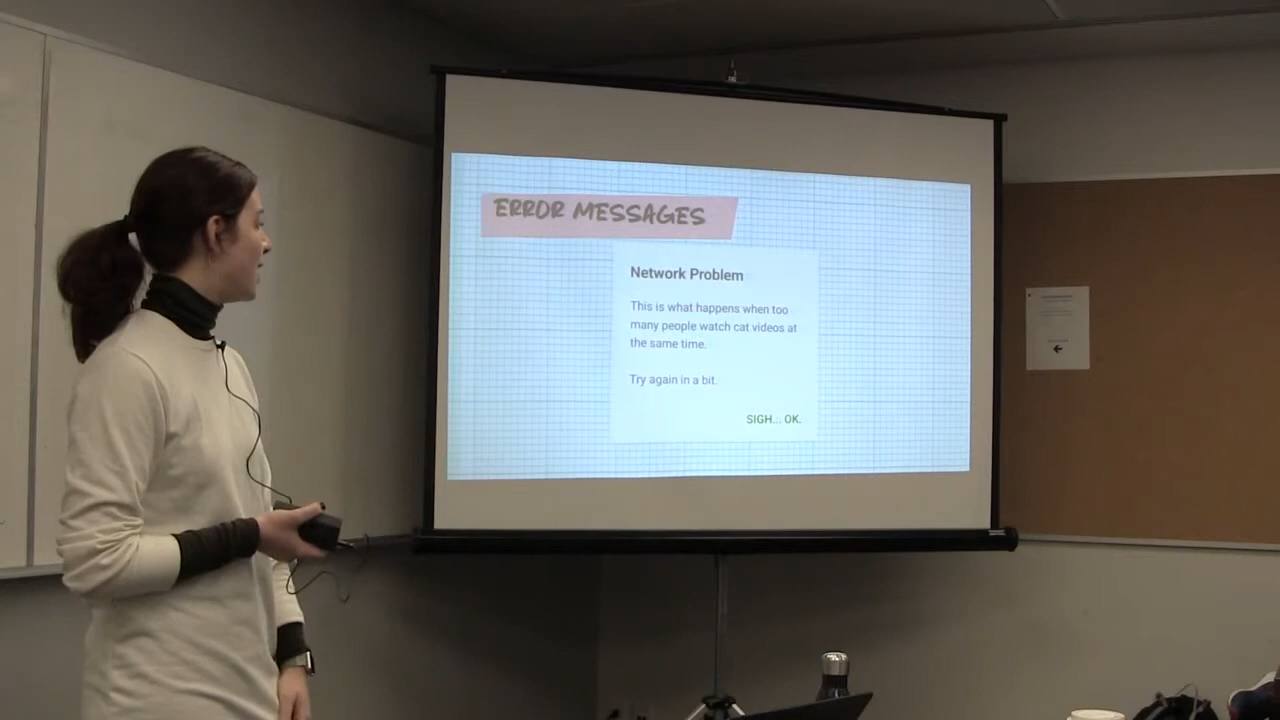 ERROR MESSAGES
Network Problem
This is what happens when too
many people watch cat videos at
the same time.
Try again in a bit.
SIGH... OK.